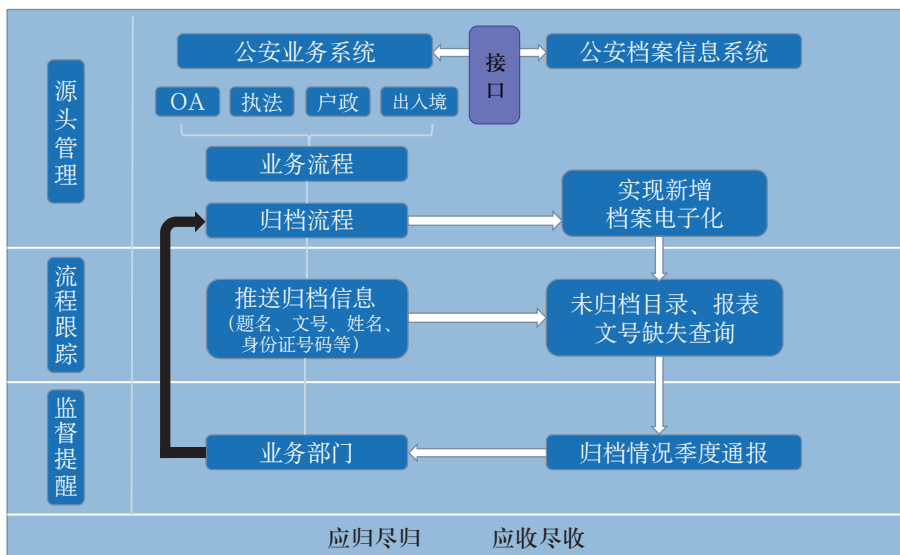 源头管理
公安业务系统
接口
公安档案信息系统
OA
执法
户政
出入境
业务流程
归档流程
实现新增
档案电子化
流程跟踪
推送归档信息
（题名、文号、姓名、
身份证号码等）
未归档目录、报表
文号缺失查询
监督提醒
业务部门
归档情况季度通报
应归尽归 应收尽收